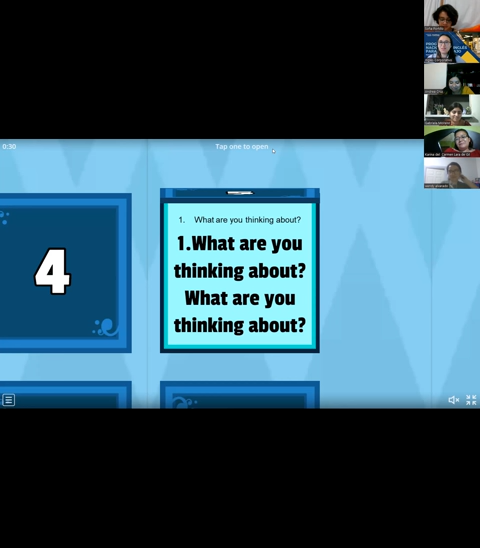 0:30
Tap one to open
4
1. What are you thinking about?
1.What are you
thinking about?
What are you
thinking about?